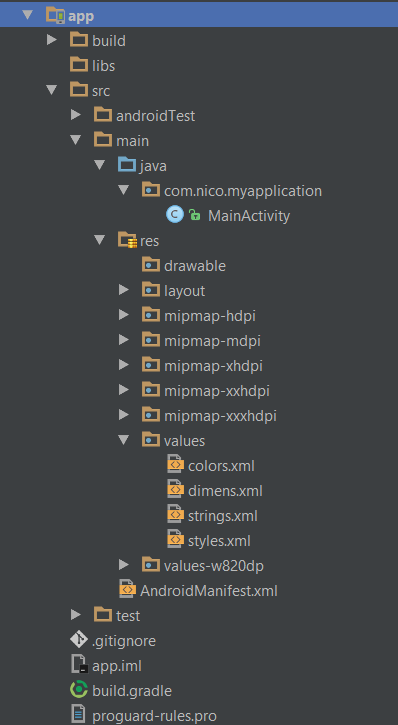 app
build
libs
src
androidTest
main
java
com.nico.myapplication
C MainActivity
res
drawable
layout
mipmap-hdpi
mipmap-mdpi
mipmap-xhdpi
mipmap-xxhdpi
mipmap-xxxhdpi
values
colors.xml
dimens.xml
strings.xml
styles.xml
values-w820dp
AndroidManifest.xml
test
.gitignore
app.iml
build.gradle
proguard-rules.pro